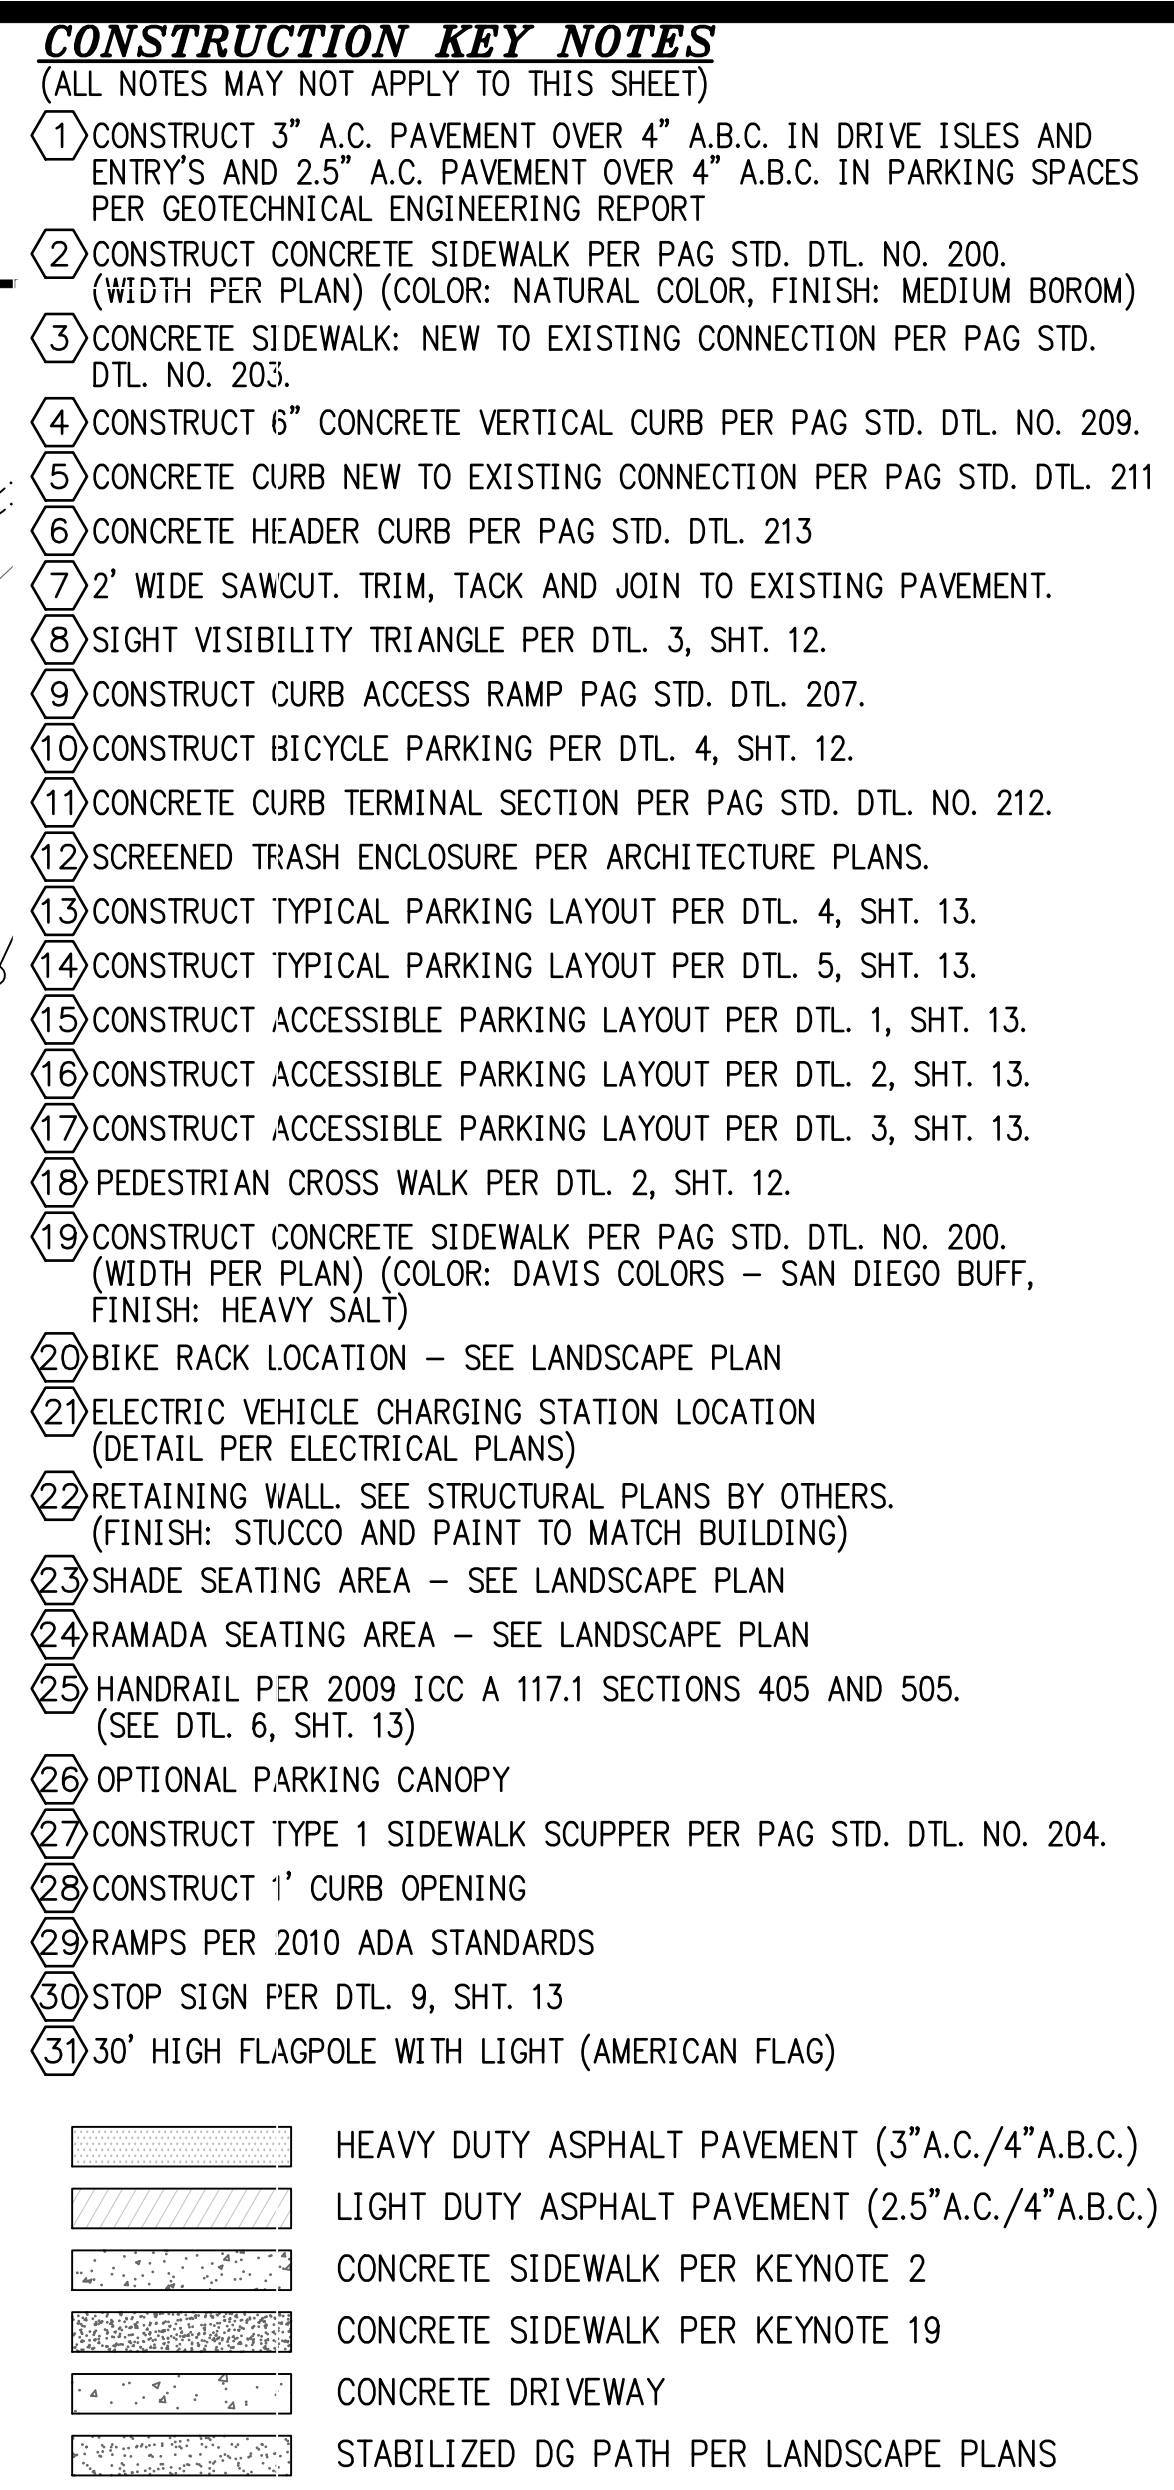 CONSTRUCTION KEY NOTES
(ALL NOTES MAY NOT APPLY TO THIS SHEET)
1 CONSTRUCT 3" A.C. PAVEMENT OVER 4" A.B.C. IN DRIVE ISLES AND
ENTRY'S AND 2.5" A.C. PAVEMENT OVER 4" A.B.C. IN PARKING SPACES
PER GEOTECHNICAL ENGINEERING REPORT
2 CONSTRUCT CONCRETE SIDEWALK PER PAG STD. DTL. NO. 200.
(WIDTH PER PLAN) (COLOR: NATURAL COLOR, FINISH: MEDIUM BOROM)
3 CONCRETE SIDEWALK: NEW TO EXISTING CONNECTION PER PAG STD.
DTL. NO. 203.
4 CONSTRUCT 6" CONCRETE VERTICAL CURB PER PAG STD. DTL. NO. 209.
5 CONCRETE CURB NEW TO EXISTING CONNECTION PER PAG STD. DTL. 211
6 CONCRETE HEADER CURB PER PAG STD. DTL. 213
7 2' WIDE SAWCUT. TRIM, TACK AND JOIN TO EXISTING PAVEMENT.
8 SIGHT VISIBILITY TRIANGLE PER DTL. 3, SHT. 12.
9 CONSTRUCT CURB ACCESS RAMP PAG STD. DTL. 207.
10 CONSTRUCT BICYCLE PARKING PER DTL. 4, SHT. 12.
11 CONCRETE CURB TERMINAL SECTION PER PAG STD. DTL. NO. 212.
12 SCREENED TRASH ENCLOSURE PER ARCHITECTURE PLANS.
13 CONSTRUCT TYPICAL PARKING LAYOUT PER DTL. 4, SHT. 13.
14 CONSTRUCT TYPICAL PARKING LAYOUT PER DTL. 5, SHT. 13.
15 CONSTRUCT ACCESSIBLE PARKING LAYOUT PER DTL. 1, SHT. 13.
16 CONSTRUCT ACCESSIBLE PARKING LAYOUT PER DTL. 2, SHT. 13.
17 CONSTRUCT ACCESSIBLE PARKING LAYOUT PER DTL. 3, SHT. 13.
18 PEDESTRIAN CROSS WALK PER DTL. 2, SHT. 12.
19 CONSTRUCT CONCRETE SIDEWALK PER PAG STD. DTL. NO. 200.
(WIDTH PER PLAN) (COLOR: DAVIS COLORS – SAN DIEGO BUFF,
FINISH: HEAVY SALT)
20 BIKE RACK LOCATION – SEE LANDSCAPE PLAN
21 ELECTRIC VEHICLE CHARGING STATION LOCATION
(DETAIL PER ELECTRICAL PLANS)
22 RETAINING WALL. SEE STRUCTURAL PLANS BY OTHERS.
(FINISH: STUCCO AND PAINT TO MATCH BUILDING)
23 SHADE SEATING AREA – SEE LANDSCAPE PLAN
24 RAMADA SEATING AREA – SEE LANDSCAPE PLAN
25 HANDRAIL PER 2009 ICC A 117.1 SECTIONS 405 AND 505.
(SEE DTL. 6, SHT. 13)
26 OPTIONAL PARKING CANOPY
27 CONSTRUCT TYPE 1 SIDEWALK SCUPPER PER PAG STD. DTL. NO. 204.
28 CONSTRUCT 1' CURB OPENING
29 RAMPS PER 2010 ADA STANDARDS
30 STOP SIGN PER DTL. 9, SHT. 13
31 30' HIGH FLAGPOLE WITH LIGHT (AMERICAN FLAG)
HEAVY DUTY ASPHALT PAVEMENT (3"A.C./4"A.B.C.)
LIGHT DUTY ASPHALT PAVEMENT (2.5"A.C./4"A.B.C.)
CONCRETE SIDEWALK PER KEYNOTE 2
CONCRETE SIDEWALK PER KEYNOTE 19
CONCRETE DRIVEWAY
STABILIZED DG PATH PER LANDSCAPE PLANS